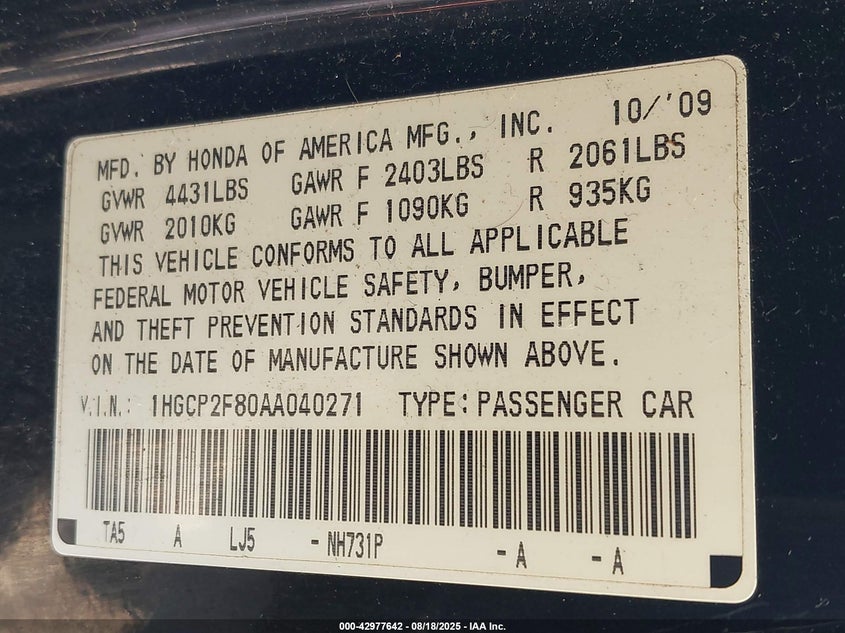 MFD. BY HONDA OF AMERICA MFG., INC. 10/'09
GVWR 4431LBS GAWR F 2403LBS R 2061LBS
GVWR 2010KG GAWR F 1090KG R 935KG
THIS VEHICLE CONFORMS TO ALL APPLICABLE
FEDERAL MOTOR VEHICLE SAFETY, BUMPER,
AND THEFT PREVENTION STANDARDS IN EFFECT
ON THE DATE OF MANUFACTURE SHOWN ABOVE.
V.I.N.: 1HGCP2F80AA040271 TYPE: PASSENGER CAR
TA5 A LJ5 - NH731P - A - A
000-42977642 - 08/18/2025 - IAA Inc.